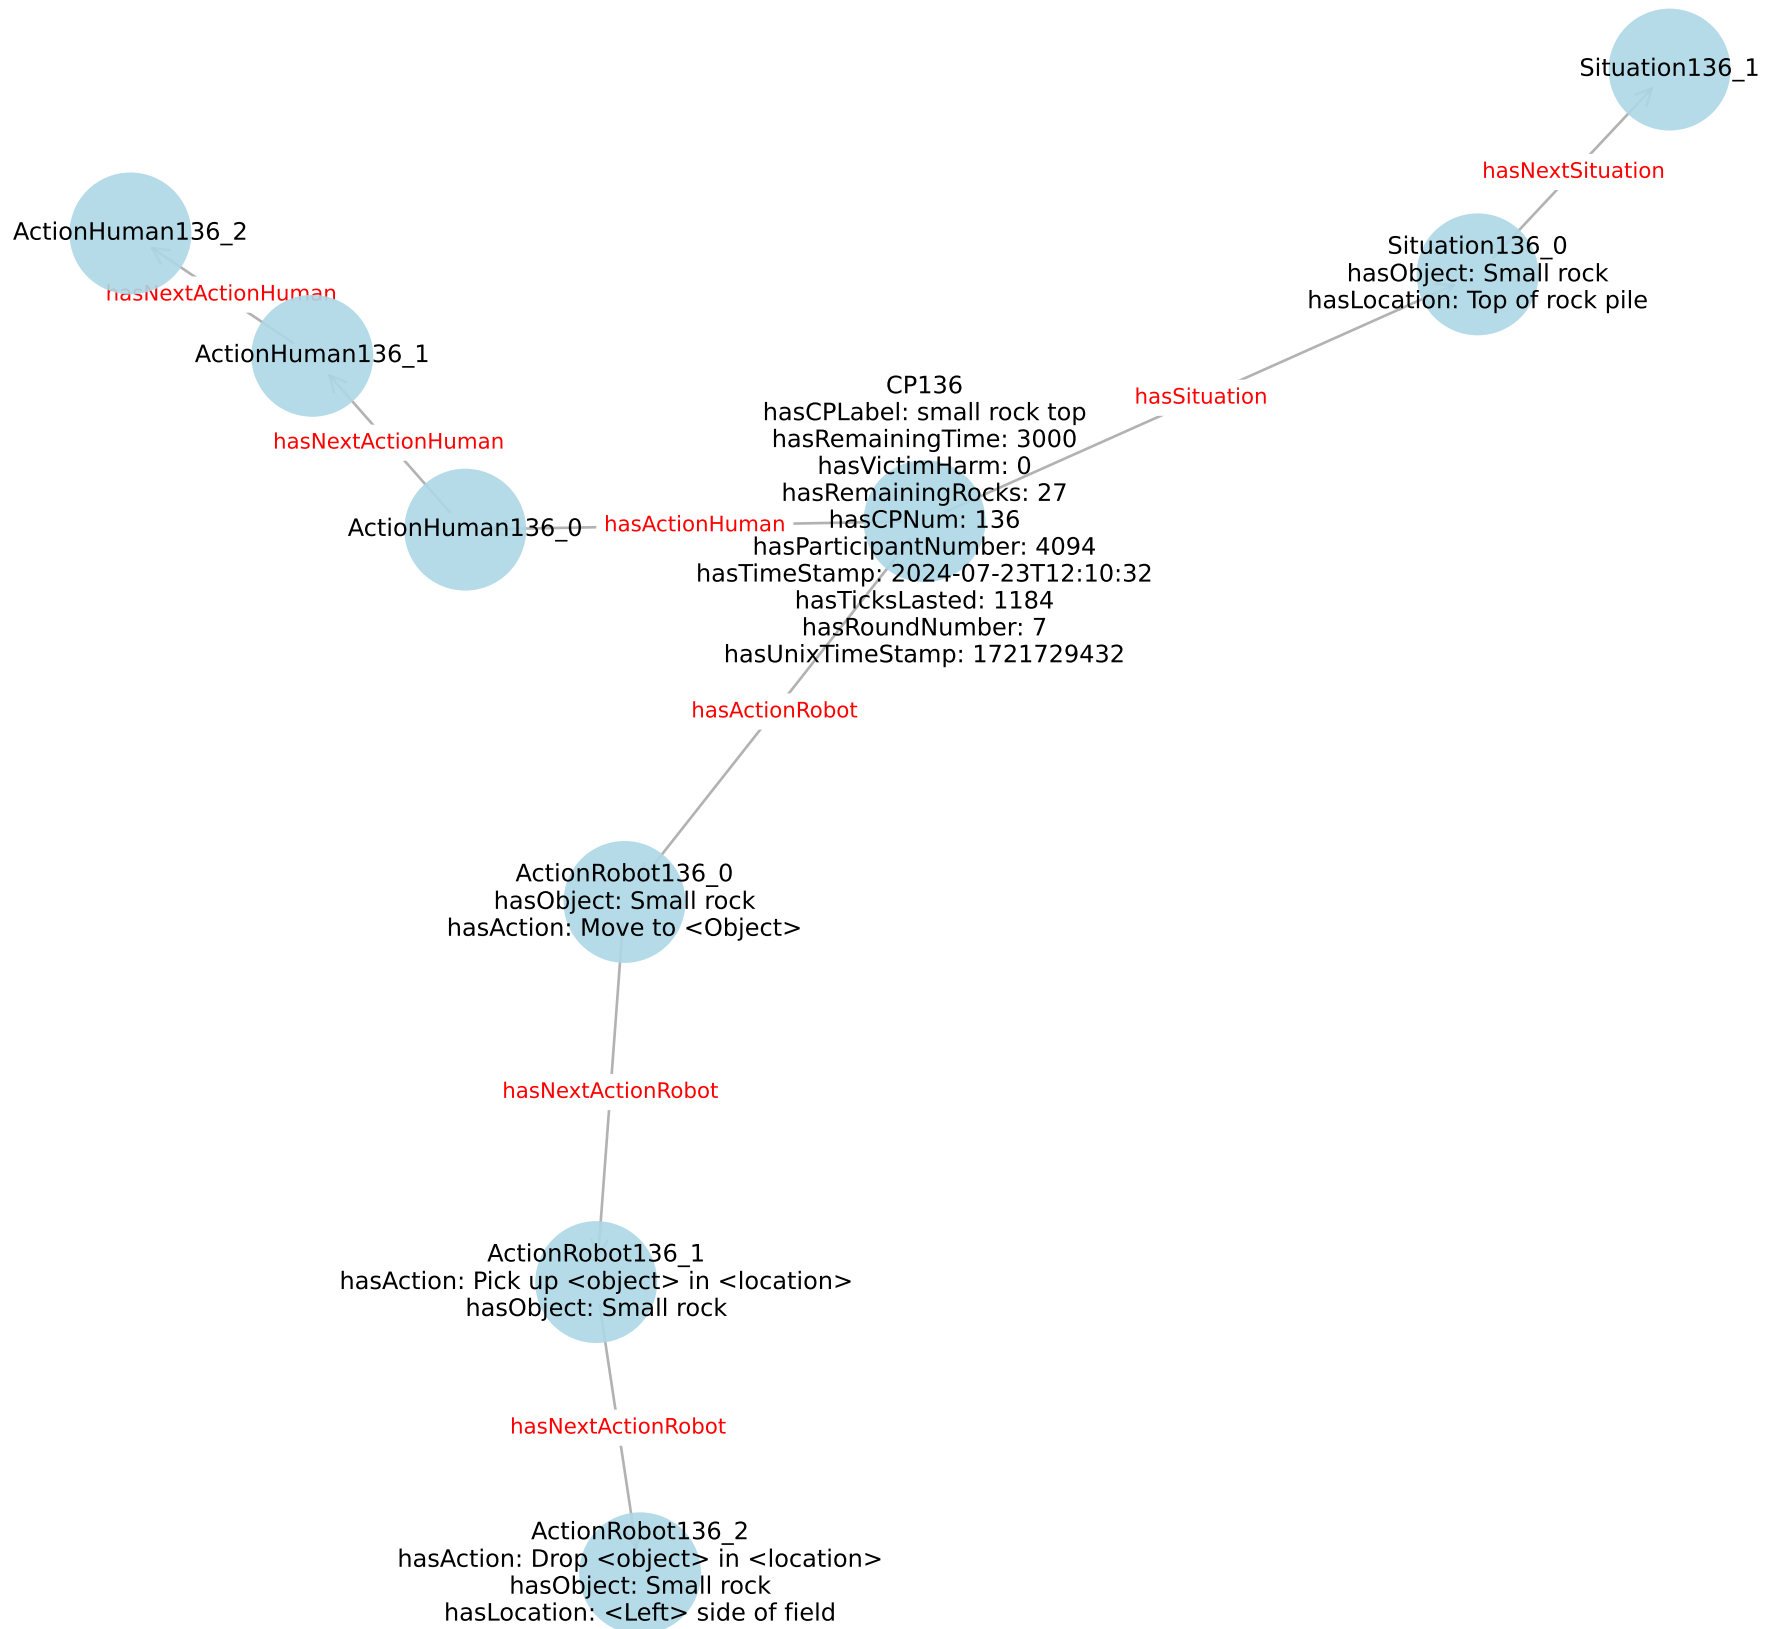 Situation136_1
hasNextSituation
ActionHuman136_2
Situation136_0
hasObject: Small rock
hasLocation: Top of rock pile
hasNextActionHuman
ActionHuman136_1
hasSituation
CP136
hasCPLabel: small rock top
hasRemainingTime: 3000
hasVictimHarm: 0
hasRemainingRocks: 27
hasCPNum: 136
hasParticipantNumber: 4094
hasTimeStamp: 2024-07-23T12:10:32
hasTicksLasted: 1184
hasRoundNumber: 7
hasUnixTimeStamp: 1721729432
hasNextActionHuman
ActionHuman136_0
hasActionHuman
hasActionRobot
ActionRobot136_0
hasObject: Small rock
hasAction: Move to <Object>
hasNextActionRobot
ActionRobot136_1
hasAction: Pick up <object> in <location>
hasObject: Small rock
hasNextActionRobot
ActionRobot136_2
hasAction: Drop <object> in <location>
hasObject: Small rock
hasLocation: <Left> side of field